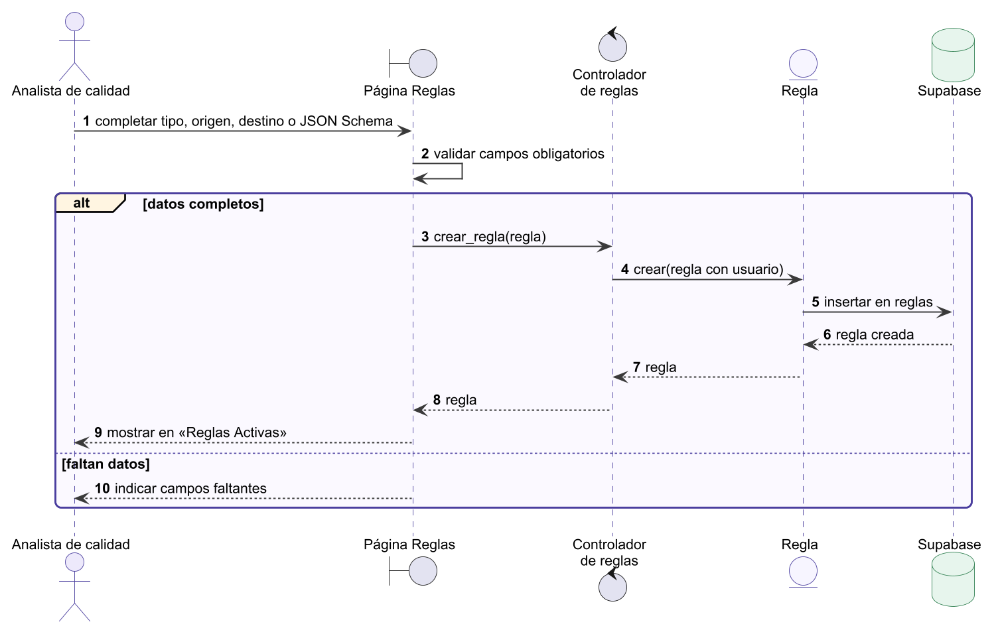 Analista de calidad
Página Reglas
Controlador
de reglas
Regla
Supabase
1 completar tipo, origen, destino o JSON Schema
2 validar campos obligatorios
alt [datos completos]
3 crear_regla(regla)
4 crear(regla con usuario)
5 insertar en reglas
6 regla creada
7 regla
8 regla
9 mostrar en «Reglas Activas»
[faltan datos]
10 indicar campos faltantes
Analista de calidad
Página Reglas
Controlador
de reglas
Regla
Supabase